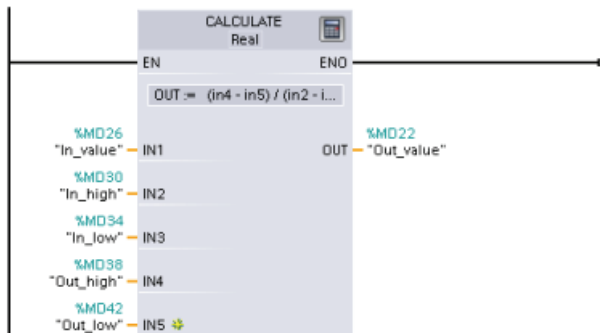 CALCULATE
Real
EN ENO
OUT := (in4 - in5) / (in2 - i...
%MD26
"In_value" IN1
%MD22
OUT "Out_value"
%MD30
"In_high" IN2
%MD34
"In_low" IN3
%MD38
"Out_high" IN4
%MD42
"Out_low" IN5